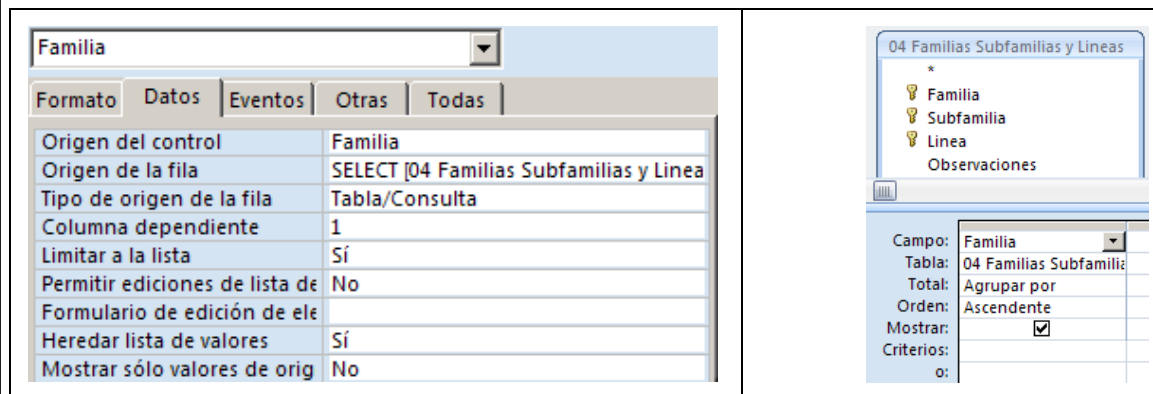 Familia
Formato Datos Eventos Otras Todas
Origen del control Familia
Origen de la fila SELECT [04 Familias Subfamilias y Linea
Tipo de origen de la fila Tabla/Consulta
Columna dependiente 1
Limitar a la lista Sí
Permitir ediciones de lista de No
Formulario de edición de ele
Heredar lista de valores Sí
Mostrar sólo valores de orig No
04 Familias Subfamilias y Lineas
*
Familia
Subfamilia
Linea
Observaciones
Campo: Familia
Tabla: 04 Familias Subfamilia
Total: Agrupar por
Orden: Ascendente
Mostrar:
Criterios:
o: